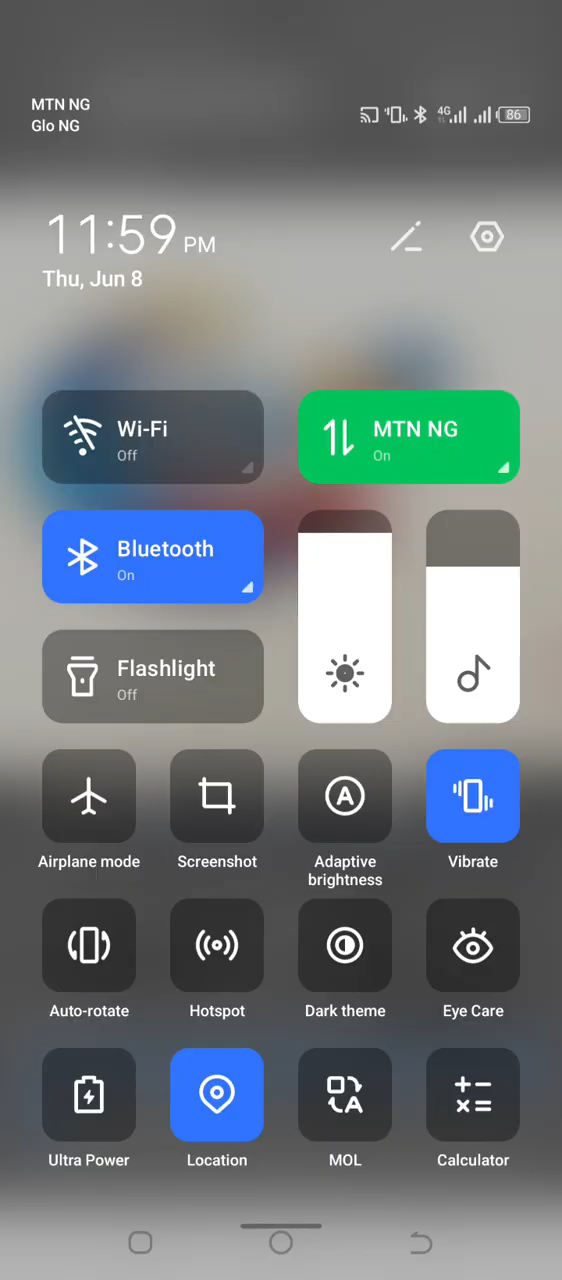 MTN NG
Glo NG
4G
86
11:59 PM
Thu, Jun 8
Wi-Fi
Off
MTN NG
On
Bluetooth
On
Flashlight
Off
A
Airplane mode
Screenshot
Adaptive
brightness
Vibrate
Auto-rotate
Hotspot
Dark theme
Eye Care
A
Ultra Power
Location
MOL
Calculator